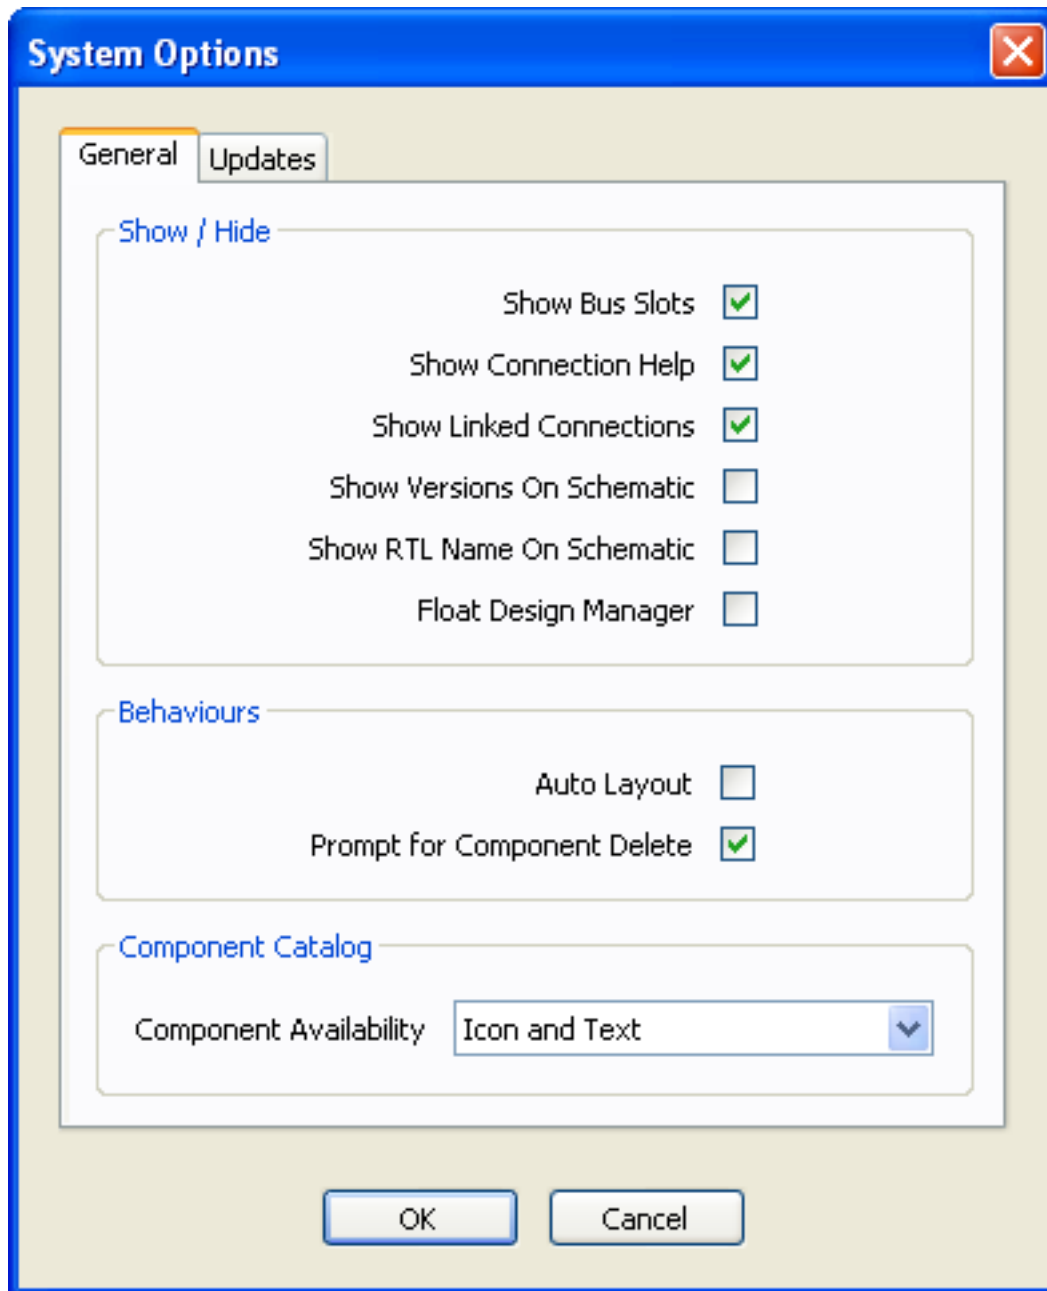 System Options
General
Updates
Show / Hide
Show Bus Slots
Show Connection Help
Show Linked Connections
Show Versions On Schematic
Show RTL Name On Schematic
Float Design Manager
Behaviours
Auto Layout
Prompt for Component Delete
Component Catalog
Component Availability Icon and Text
OK Cancel